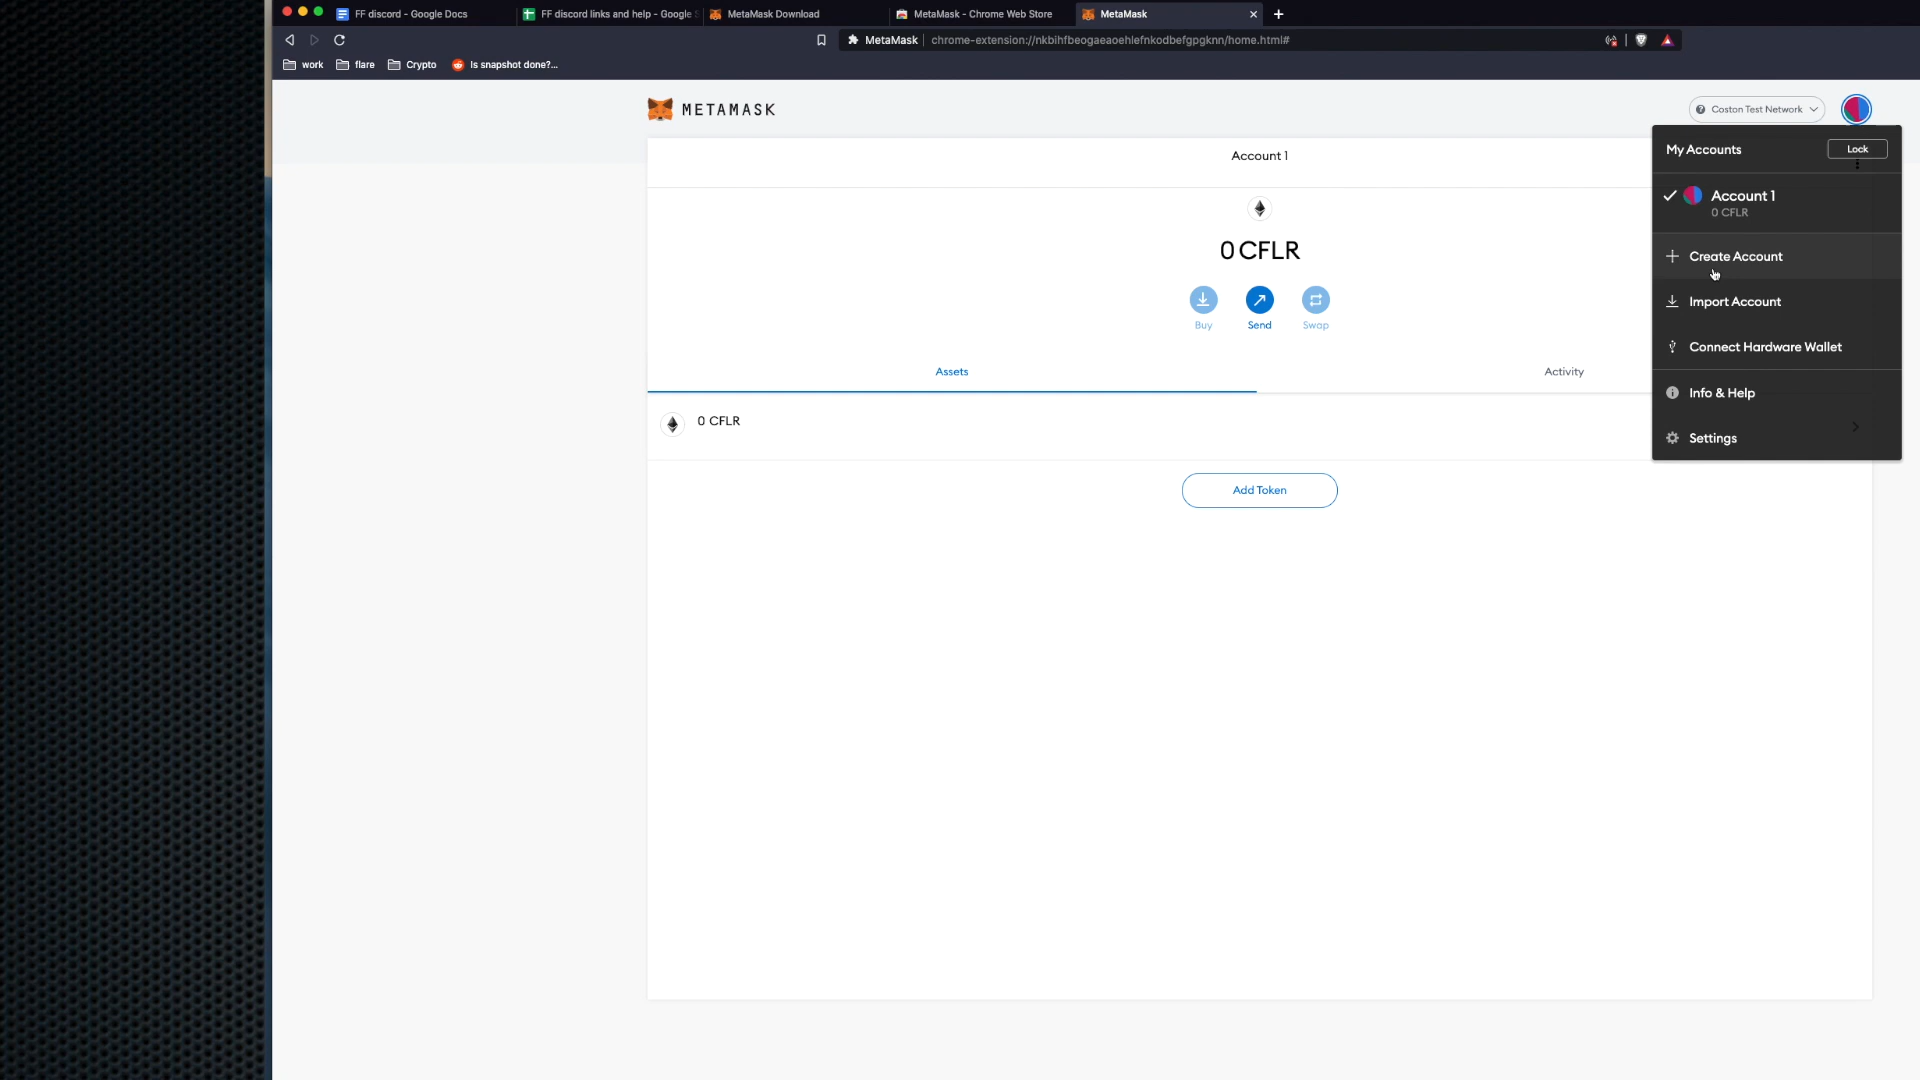 FF discord - Google Docs
FF discord links and help - Google S
MetaMask Download
MetaMask - Chrome Web Store
MetaMask
MetaMask
chrome-extension://nkbihfbeogaeaoehlefnkodbefgpgknn/home.html#
work
flare
Crypto
Is snapshot done?...
METAMASK
Coston Test Network
Account 1
My Accounts
Lock
Account 1
0 CFLR
0 CFLR
Create Account
Buy
Send
Swap
Import Account
Connect Hardware Wallet
Assets
Activity
Info & Help
0 CFLR
Settings
Add Token